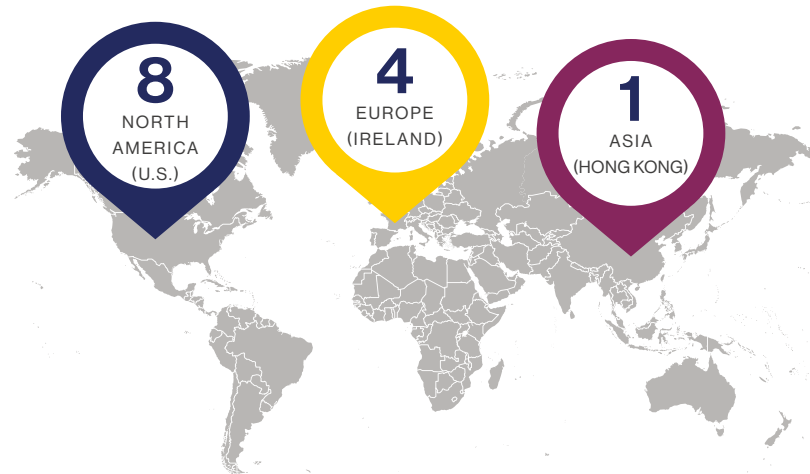 8
NORTH
AMERICA
(U.S.)
4
EUROPE
(IRELAND)
1
ASIA
(HONG KONG)